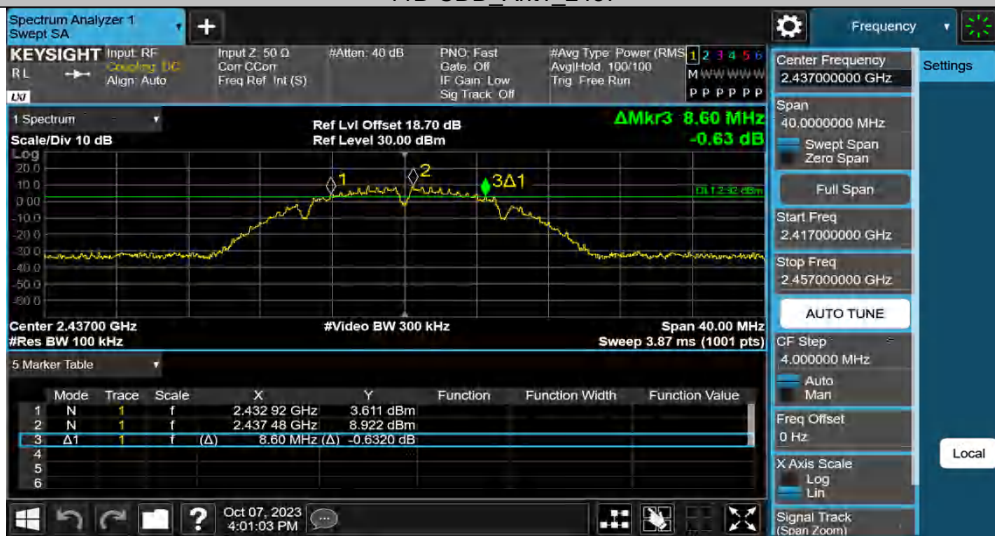 Spectrum Analyzer 1
Swept SA
+
Frequency
KEYSIGHT
RL
LXI
Input: RF
Coupling: DC
Align: Auto
Input Z: 50 Ω
Corr CCorr
Freq Ref: Int (S)
#Atten: 40 dB
PNO: Fast
Gate: Off
IF Gain: Low
Sig Track: Off
#Avg Type: Power (RMS
Avg|Hold: 100/100
Trig: Free Run
1 2 3 4 5 6
M W W W W W
P P P P P P
Center Frequency
2.437000000 GHz
Settings
Span
40.0000000 MHz
Swept Span
Zero Span
Full Span
Start Freq
2.417000000 GHz
Stop Freq
2.457000000 GHz
AUTO TUNE
CF Step
4.000000 MHz
Auto
Man
Freq Offset
0 Hz
X Axis Scale
Log
Lin
Signal Track
(Span Zoom)
Local
1 Spectrum
Scale/Div 10 dB
Ref Lvl Offset 18.70 dB
Ref Level 30.00 dBm
ΔMkr3 8.60 MHz
-0.63 dB
Log
20.0
10.0
0.00
-10.0
-20.0
-30.0
-40.0
-50.0
-60.0
1
2
3Δ1
DL1 2.92 dBm
Center 2.43700 GHz
#Video BW 300 kHz
Span 40.00 MHz
#Res BW 100 kHz
Sweep 3.87 ms (1001 pts)
5 Marker Table
Mode Trace Scale X Y Function Function Width Function Value
1 N 1 f 2.432 92 GHz 3.611 dBm
2 N 1 f 2.437 48 GHz 8.922 dBm
3 Δ1 1 f (Δ) 8.60 MHz (Δ) -0.6320 dB
4
5
6
?
Oct 07, 2023
4:01:03 PM